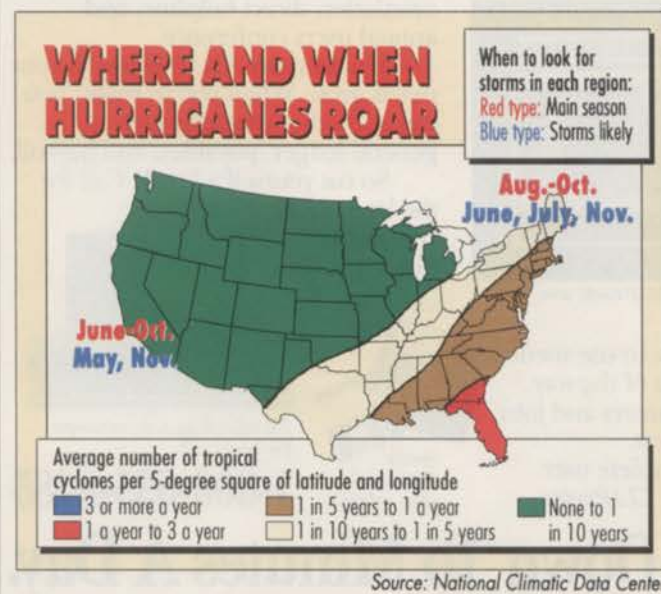 WHERE AND WHEN
HURRICANES ROAR
When to look for
storms in each region:
Red type: Main season
Blue type: Storms likely
Aug.-Oct.
June, July, Nov.
June-Oct.
May, Nov.
Average number of tropical
cyclones per 5-degree square of latitude and longitude
3 or more a year
1 a year to 3 a year
1 in 5 years to 1 a year
1 in 10 years to 1 in 5 years
None to 1
in 10 years
Source: National Climatic Data Cente